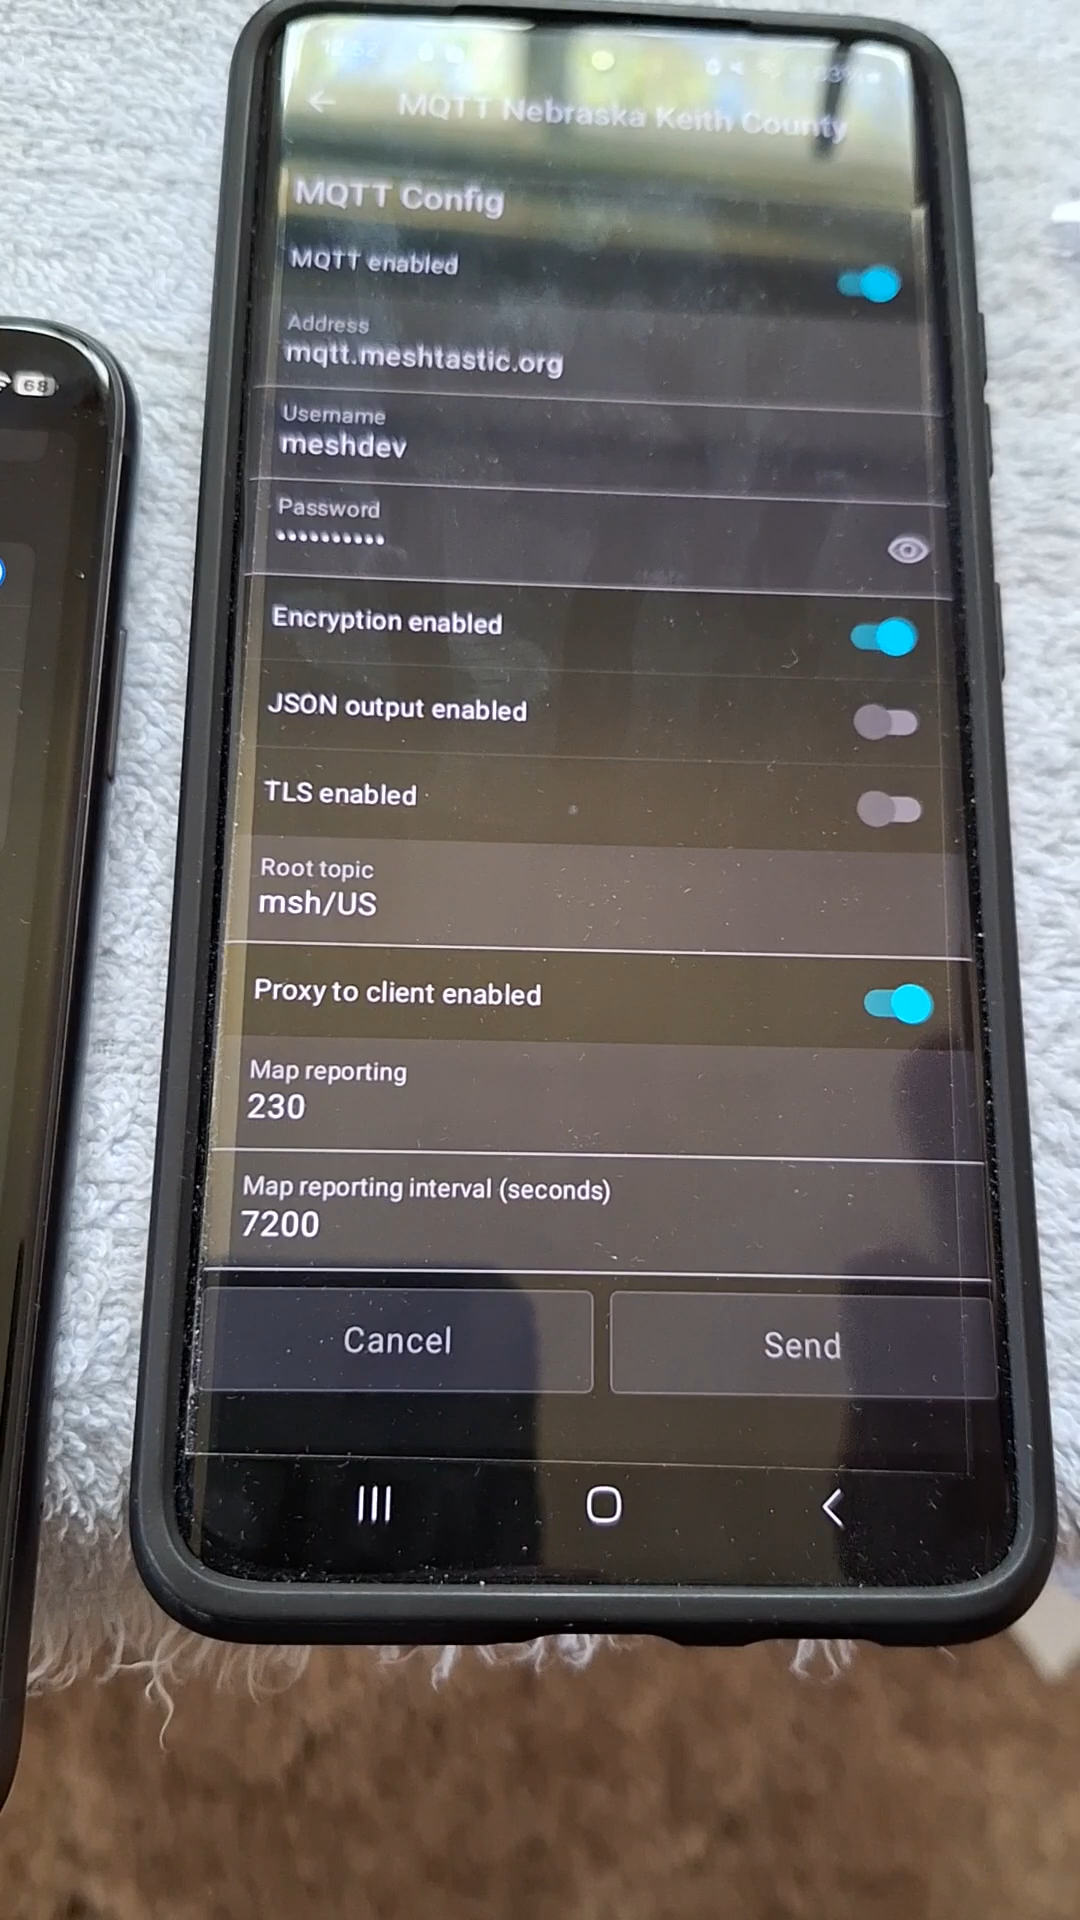 MQTT Nebraska Keith County
MQTT Config
MQTT enabled
Address
mqtt.meshtastic.org
Username
meshdev
Password
••••••••••
Encryption enabled
JSON output enabled
TLS enabled
Root topic
msh/US
Proxy to client enabled
Map reporting
230
Map reporting interval (seconds)
7200
Cancel
Send
68